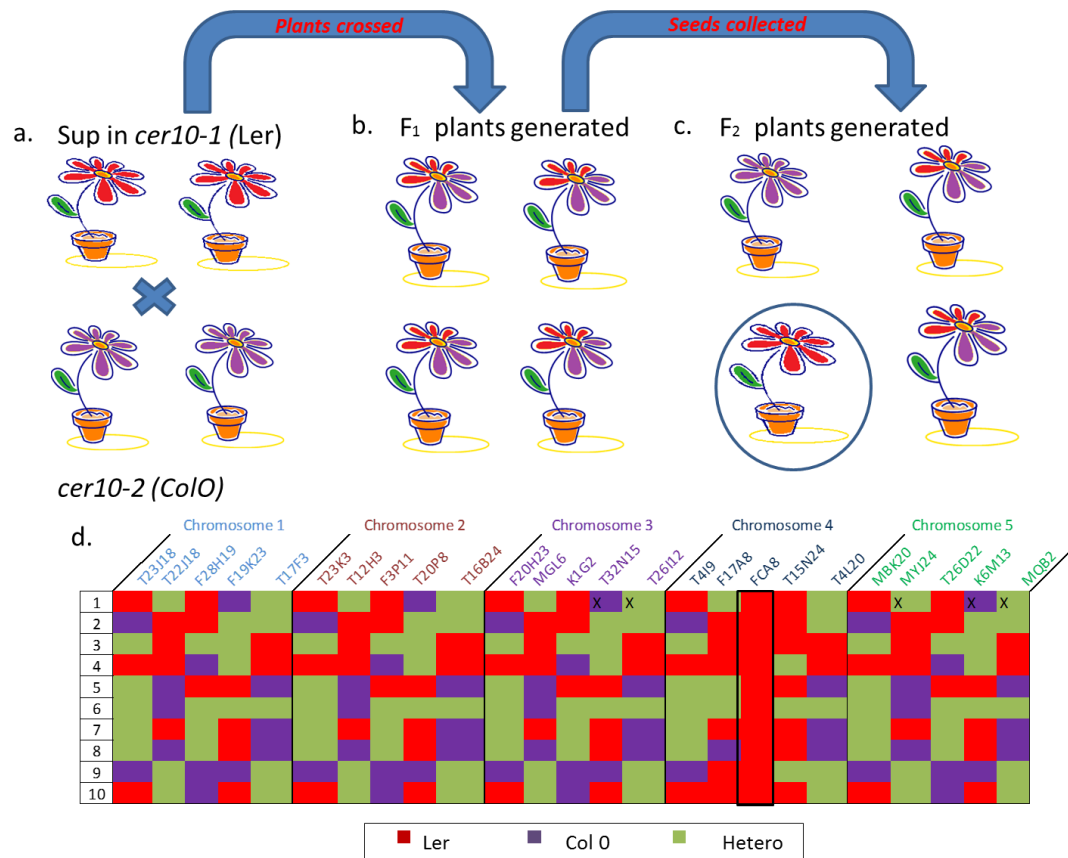 Plants crossed
Seeds collected
a. Sup in cer10-1 (Ler)
b. F1 plants generated
c. F2 plants generated
cer10-2 (ColO)
d.
Chromosome 1
Chromosome 2
Chromosome 3
Chromosome 4
Chromosome 5
T23J18
T22J18
F28H19
F19K23
T17F3
T23K3
T12H3
F3P11
T20P8
T16B24
F20H23
MGL6
K1G2
T32N15
T26I12
T4I9
F17A8
FCA8
T15N24
T4L20
MBK20
MYJ24
T26D22
K6M13
MQB2
1 X X X X X
2
3
4
5
6
7
8
9
10
Ler Col 0 Hetero